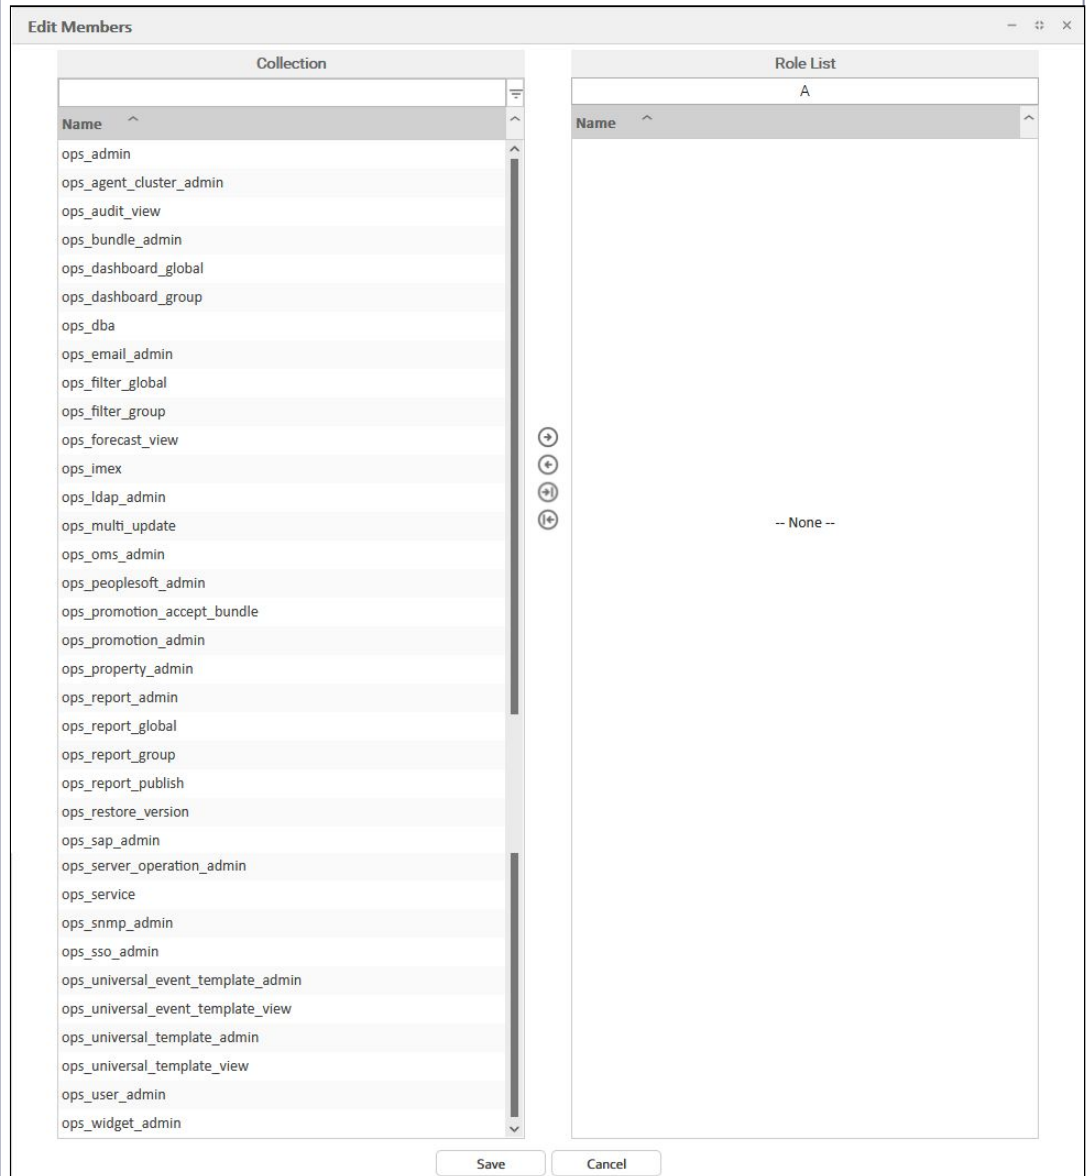 Edit Members
Collection
Role List
A
Name
Name
ops_admin
ops_agent_cluster_admin
ops_audit_view
ops_bundle_admin
ops_dashboard_global
ops_dashboard_group
ops_dba
ops_email_admin
ops_filter_global
ops_filter_group
ops_forecast_view
ops_imex
ops_ldap_admin
ops_multi_update
ops_oms_admin
ops_peoplesoft_admin
ops_promotion_accept_bundle
ops_promotion_admin
ops_property_admin
ops_report_admin
ops_report_global
ops_report_group
ops_report_publish
ops_restore_version
ops_sap_admin
ops_server_operation_admin
ops_service
ops_snmp_admin
ops_sso_admin
ops_universal_event_template_admin
ops_universal_event_template_view
ops_universal_template_admin
ops_universal_template_view
ops_user_admin
ops_widget_admin
-- None --
Save
Cancel